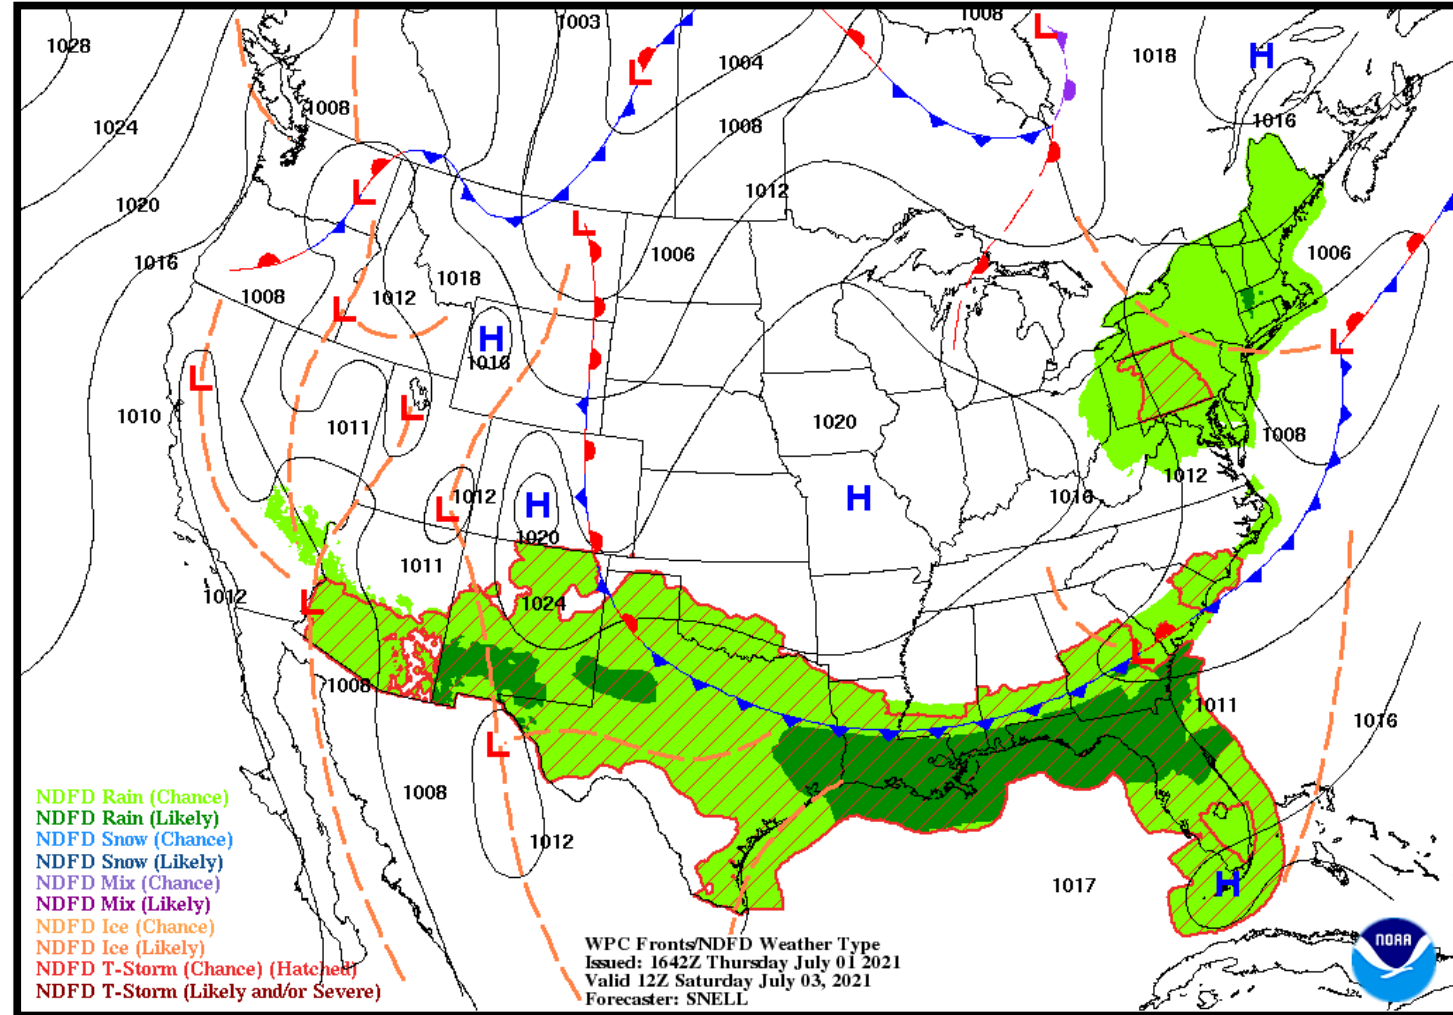 1003
1008
1028
1004
1018
1008
1024
1008
1016
1012
1020
1006
1006
1016
1018
1012
1008
1016
1010
1011
1020
1008
1012
1016
1012
1020
1011
1012
1024
1008
1011
1016
1008
1012
1017
L
L
L
L
L
L
L
L
L
L
L
L
H
H
H
H
H
NDFD Rain (Chance)
NDFD Rain (Likely)
NDFD Snow (Chance)
NDFD Snow (Likely)
NDFD Mix (Chance)
NDFD Mix (Likely)
NDFD Ice (Chance)
NDFD Ice (Likely)
NDFD T-Storm (Chance) (Hatched)
NDFD T-Storm (Likely and/or Severe)
WPC Fronts/NDFD Weather Type
Issued: 1642Z Thursday July 01 2021
Valid 12Z Saturday July 03, 2021
Forecaster: SNELL
NOAA